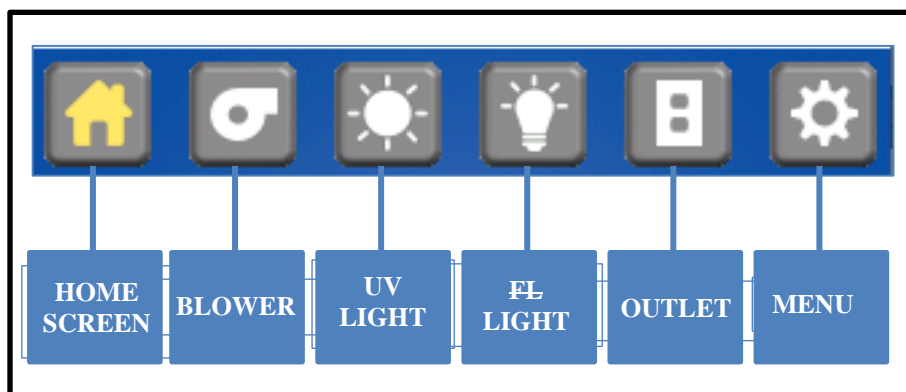 HOME
SCREEN
BLOWER
UV
LIGHT
FL
LIGHT
OUTLET
MENU